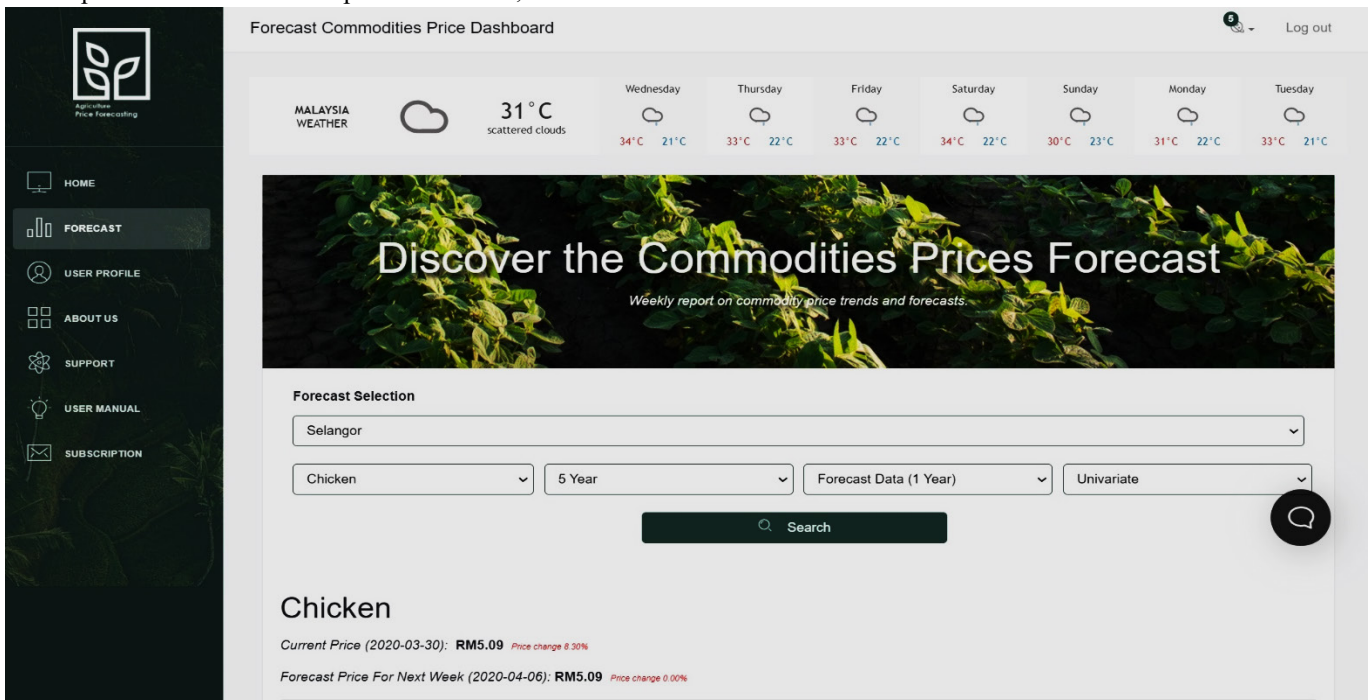 Forecast Commodities Price Dashboard
5
Log out
Agriculture
Price Forecasting
MALAYSIA
WEATHER
31°C
scattered clouds
Wednesday
34°C 21°C
Thursday
33°C 22°C
Friday
33°C 22°C
Saturday
34°C 22°C
Sunday
30°C 23°C
Monday
31°C 22°C
Tuesday
33°C 21°C
HOME
FORECAST
USER PROFILE
ABOUT US
SUPPORT
USER MANUAL
SUBSCRIPTION
Discover the Commodities Prices Forecast
Weekly report on commodity price trends and forecasts.
Forecast Selection
Selangor
Chicken
5 Year
Forecast Data (1 Year)
Univariate
Search
Chicken
Current Price (2020-03-30): RM5.09 Price change 8.30%
Forecast Price For Next Week (2020-04-06): RM5.09 Price change 0.00%